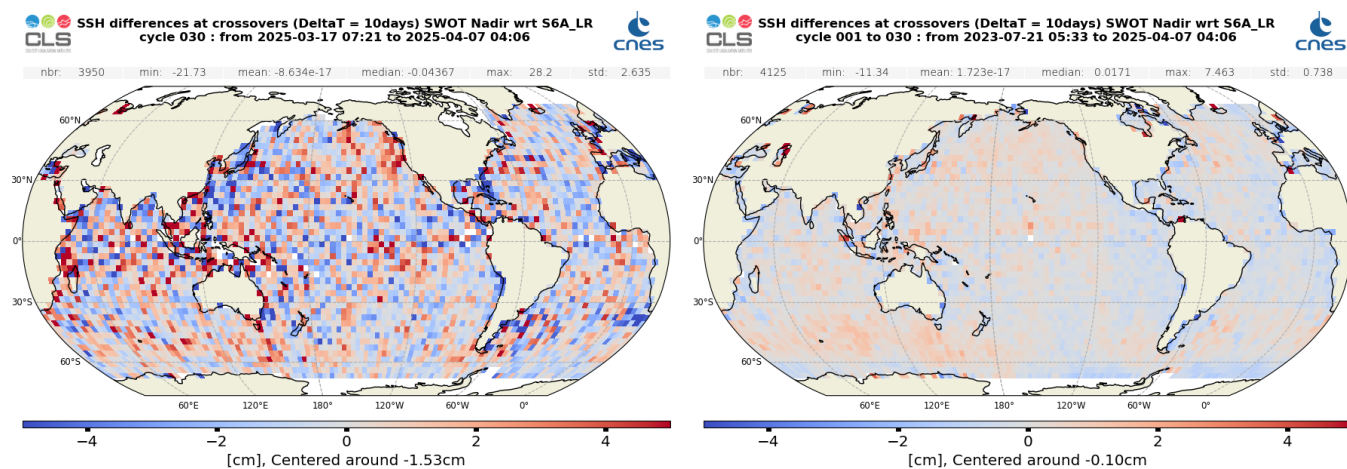 CLS
SSH differences at crossovers (DeltaT = 10days) SWOT Nadir wrt S6A_LR
cycle 030 : from 2025-03-17 07:21 to 2025-04-07 04:06
cnes
nbr: 3950 min: -21.73 mean: -8.634e-17 median: -0.04367 max: 28.2 std: 2.635
60°N
30°N
0°
30°S
60°S
60°E 120°E 180° 120°W 60°W 0°
−4 −2 0 2 4
[cm], Centered around -1.53cm
CLS
SSH differences at crossovers (DeltaT = 10days) SWOT Nadir wrt S6A_LR
cycle 001 to 030 : from 2023-07-21 05:33 to 2025-04-07 04:06
cnes
nbr: 4125 min: -11.34 mean: 1.723e-17 median: 0.0171 max: 7.463 std: 0.738
60°N
30°N
0°
30°S
60°S
60°E 120°E 180° 120°W 60°W 0°
−4 −2 0 2 4
[cm], Centered around -0.10cm